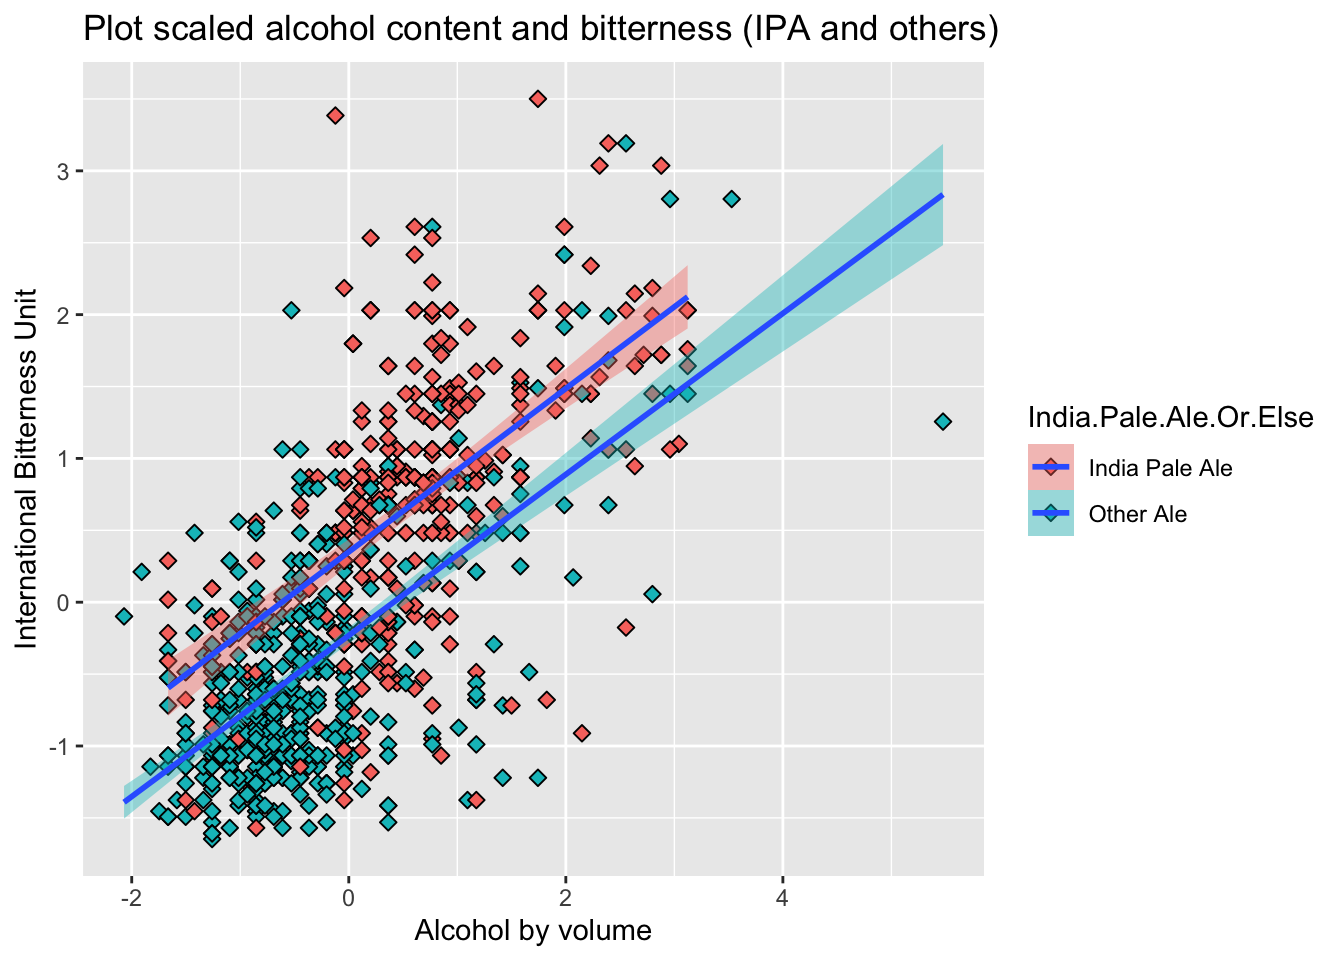 Plot scaled alcohol content and bitterness (IPA and others)
International Bitterness Unit
3
2
1
0
-1
-2
0
2
4
Alcohol by volume
India.Pale.Ale.Or.Else
India Pale Ale
Other Ale